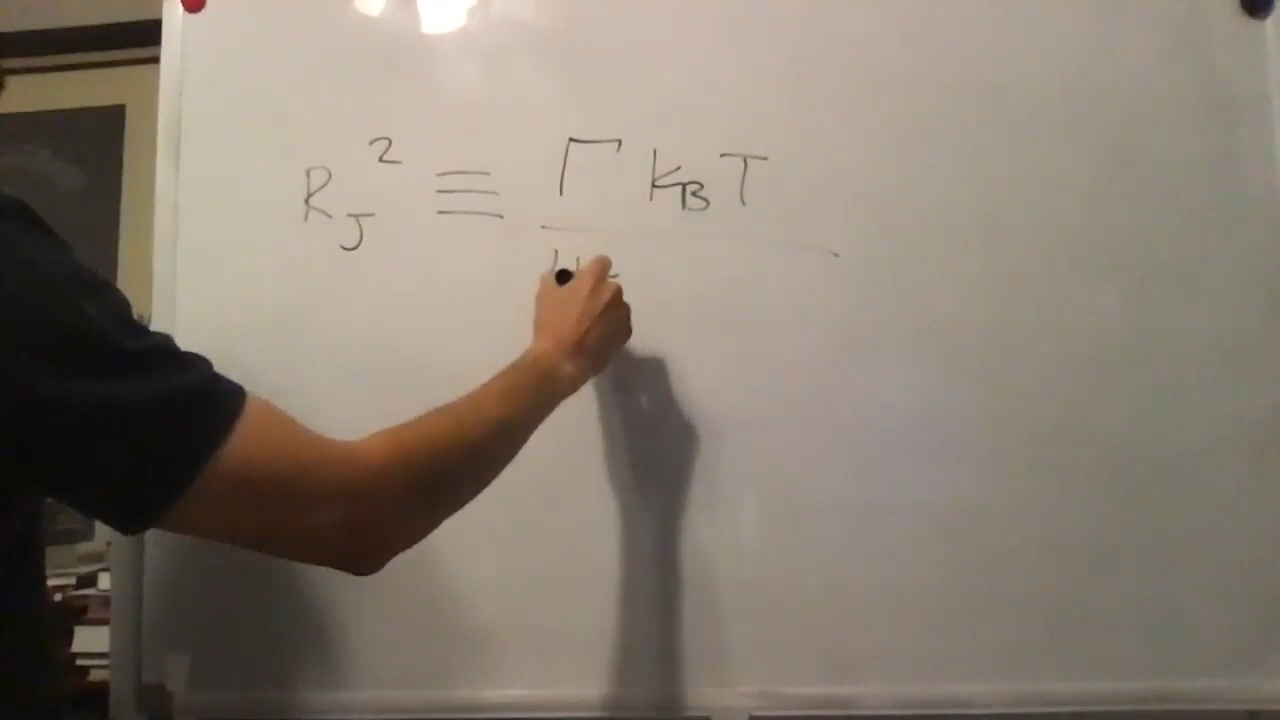 R_J² ≡ Γ k_B T